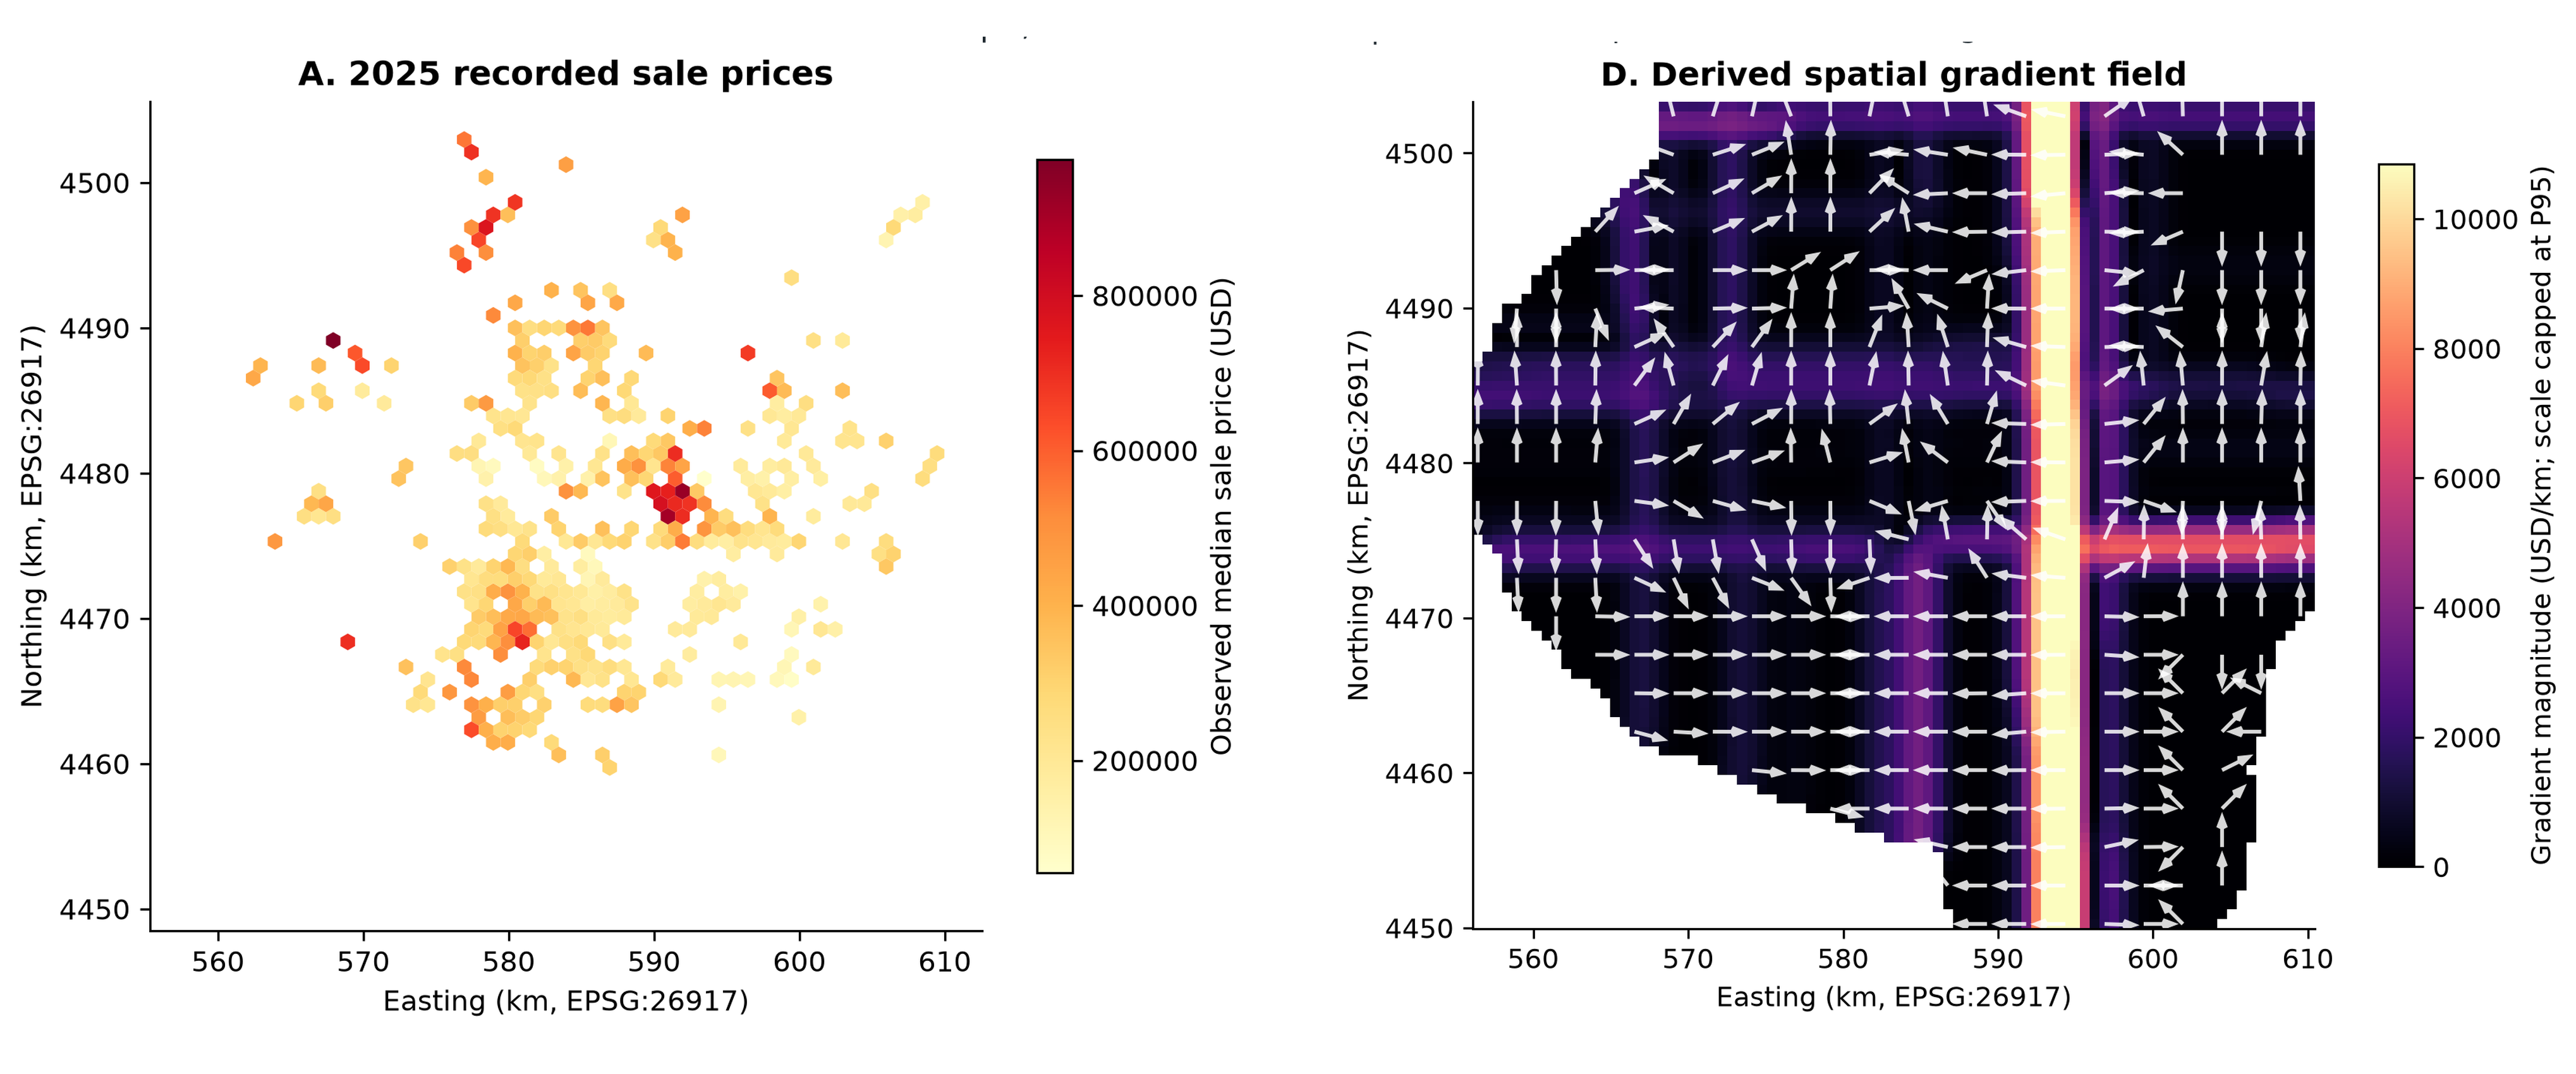 A. 2025 recorded sale prices
4500
4490
4480
4470
4460
4450
Northing (km, EPSG:26917)
560 570 580 590 600 610
Easting (km, EPSG:26917)
800000
600000
400000
200000
Observed median sale price (USD)
D. Derived spatial gradient field
4500
4490
4480
4470
4460
4450
Northing (km, EPSG:26917)
560 570 580 590 600 610
Easting (km, EPSG:26917)
10000
8000
6000
4000
2000
0
Gradient magnitude (USD/km; scale capped at P95)